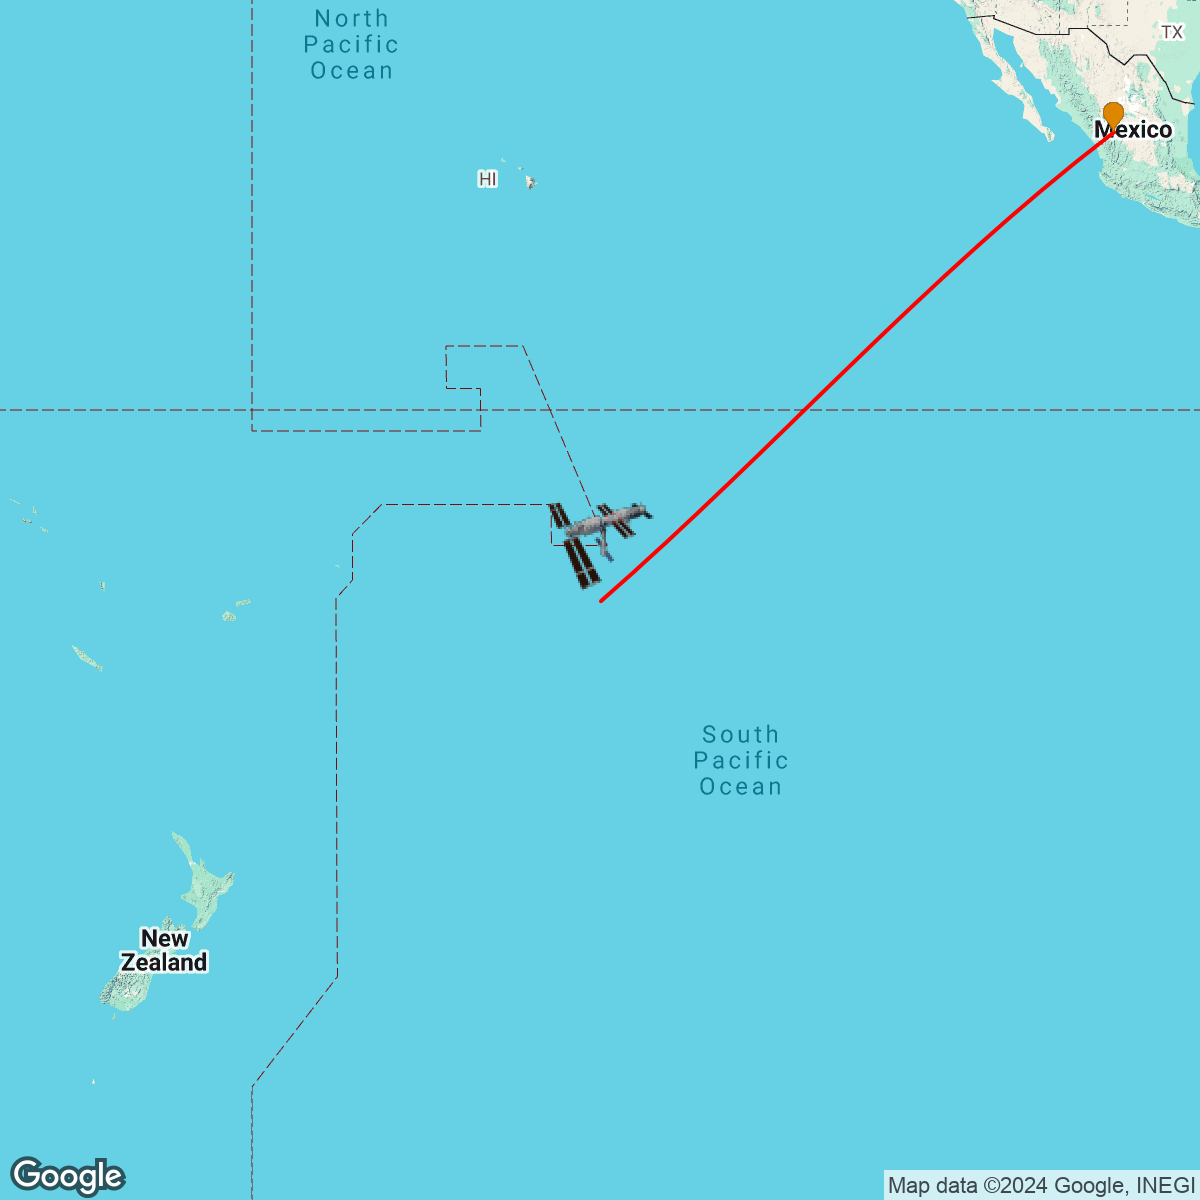 North
Pacific
Ocean
TX
Mexico
HI
South
Pacific
Ocean
New
Zealand
Google
Map data ©2024 Google, INEGI